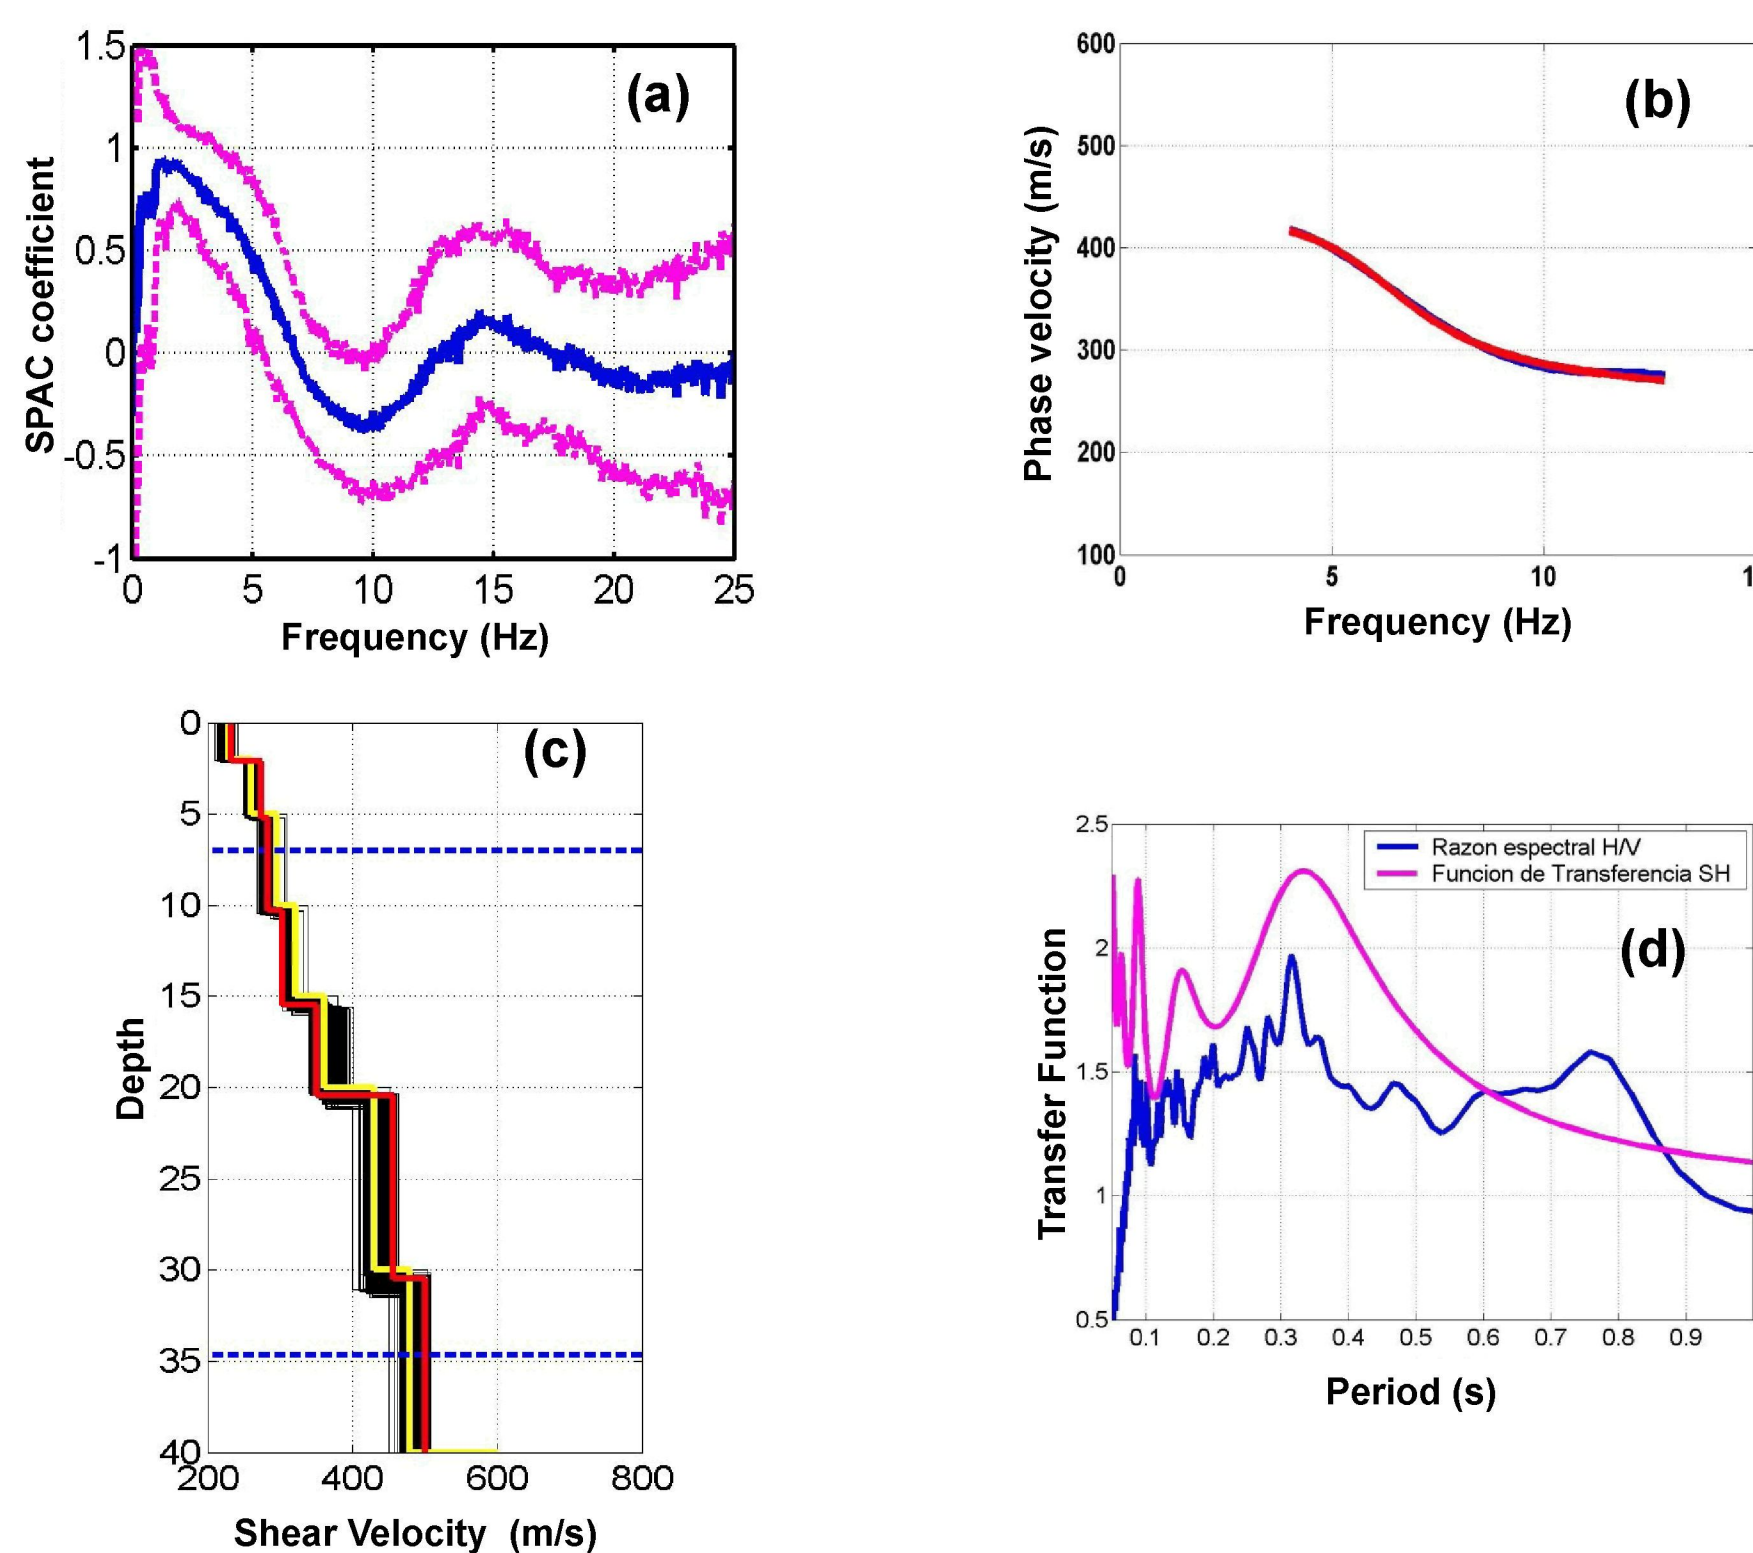 (a)
1.5
1
0.5
0
-0.5
-1
SPAC coefficient
0 5 10 15 20 25
Frequency (Hz)
(b)
600
500
400
300
200
100
Phase velocity (m/s)
0 5 10 1
Frequency (Hz)
(c)
0
5
10
15
20
25
30
35
40
Depth
200 400 600 800
Shear Velocity (m/s)
2.5
2
1.5
1
0.5
Razon espectral H/V
Funcion de Transferencia SH
(d)
Transfer Function
0.1 0.2 0.3 0.4 0.5 0.6 0.7 0.8 0.9
Period (s)